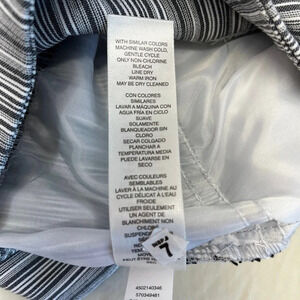 WITH SIMILAR COLORS
MACHINE WASH COLD,
GENTLE CYCLE
ONLY NON CHLORINE
BLEACH
LINE DRY
WARM IRON
MAY BE DRY CLEANED
CON COLORES
SIMILARES
LAVAR A MÁQUINA CON
AGUA FRÍA EN CICLO
SUAVE
SOLAMENTE
BLANQUEADOR SIN
CLORO
SECAR COLGADO
PLANCHAR A
TEMPERATURA MEDIA
PUEDE LAVARSE EN
SECO
AVEC DES COULEURS
SEMBLABLES
LAVER À LA MACHINE AU
CYCLE DÉLICAT À L'EAU
FROIDE
UTILISER SEULEMENT
UN AGENT DE
BLANCHIMENT NON
7
4502140346
570349461